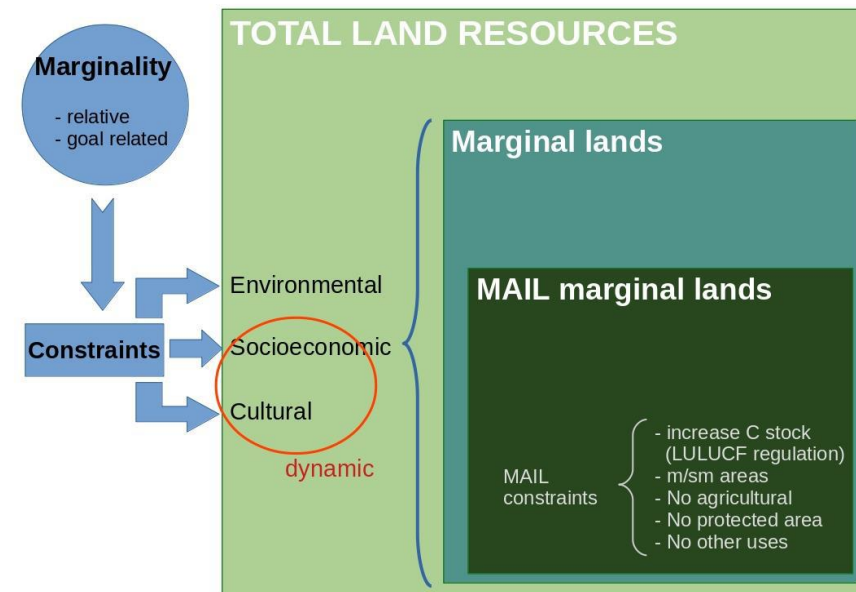 TOTAL LAND RESOURCES
Marginality
- relative
- goal related
Marginal lands
Environmental
MAIL marginal lands
Constraints
Socioeconomic
Cultural
dynamic
MAIL
constraints
- increase C stock
(LULUCF regulation)
- m/sm areas
- No agricultural
- No protected area
- No other uses